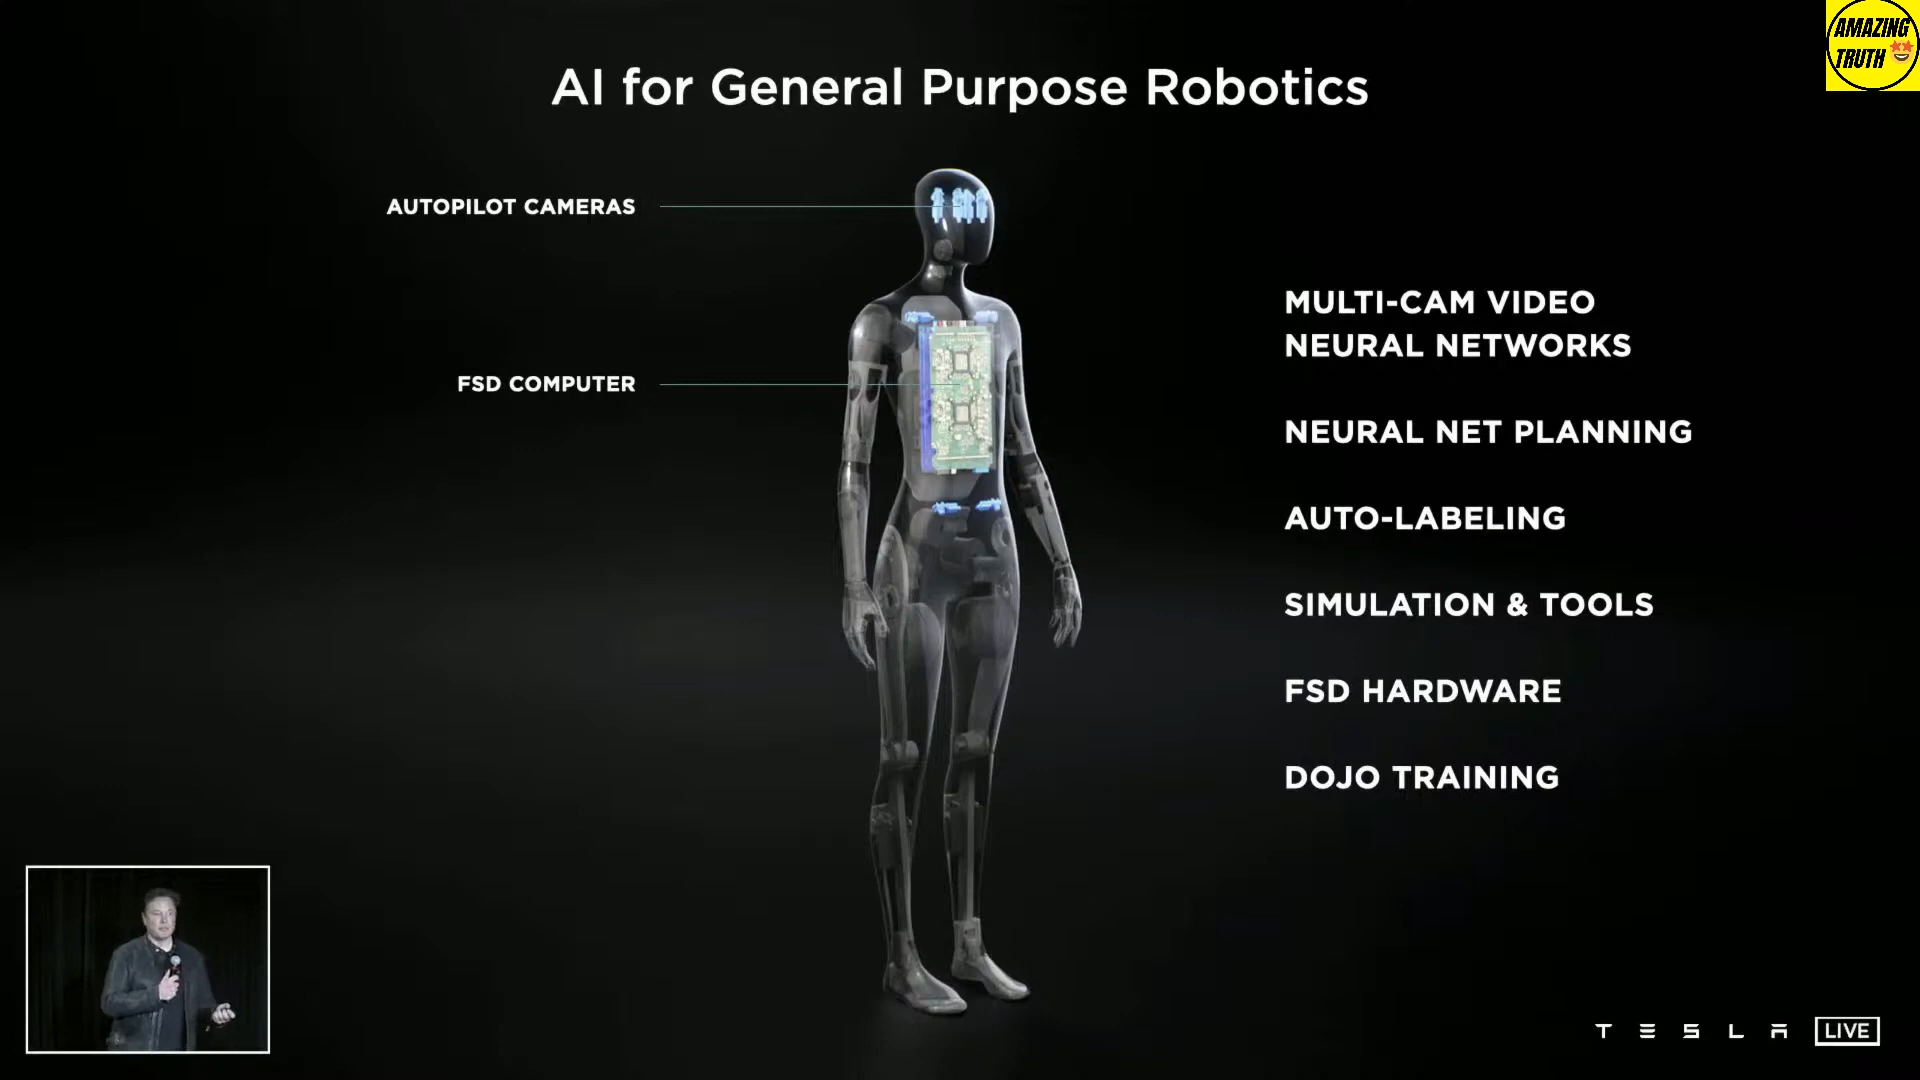 AMAZING
TRUTH
AI for General Purpose Robotics
AUTOPILOT CAMERAS
FSD COMPUTER
MULTI-CAM VIDEO
NEURAL NETWORKS
NEURAL NET PLANNING
AUTO-LABELING
SIMULATION & TOOLS
FSD HARDWARE
DOJO TRAINING
TESLA LIVE